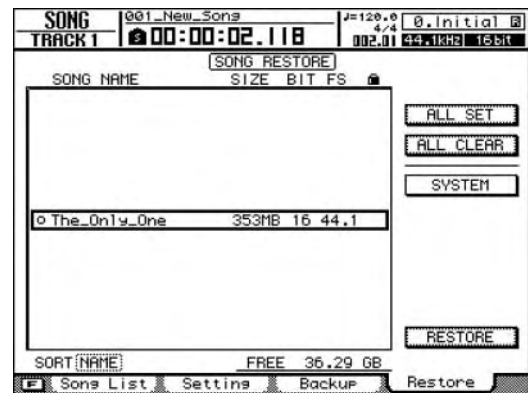 SONG 001_New_Song ♩=120.0 0.Initial R
TRACK 1 S 00:00:02.118 4/4 002.01 44.1kHz 16bit
SONG RESTORE
SONG NAME SIZE BIT FS
ALL SET
ALL CLEAR
SYSTEM
The_Only_One 353MB 16 44.1
RESTORE
SORT NAME FREE 36.29 GB
F Song List Setting Backup Restore